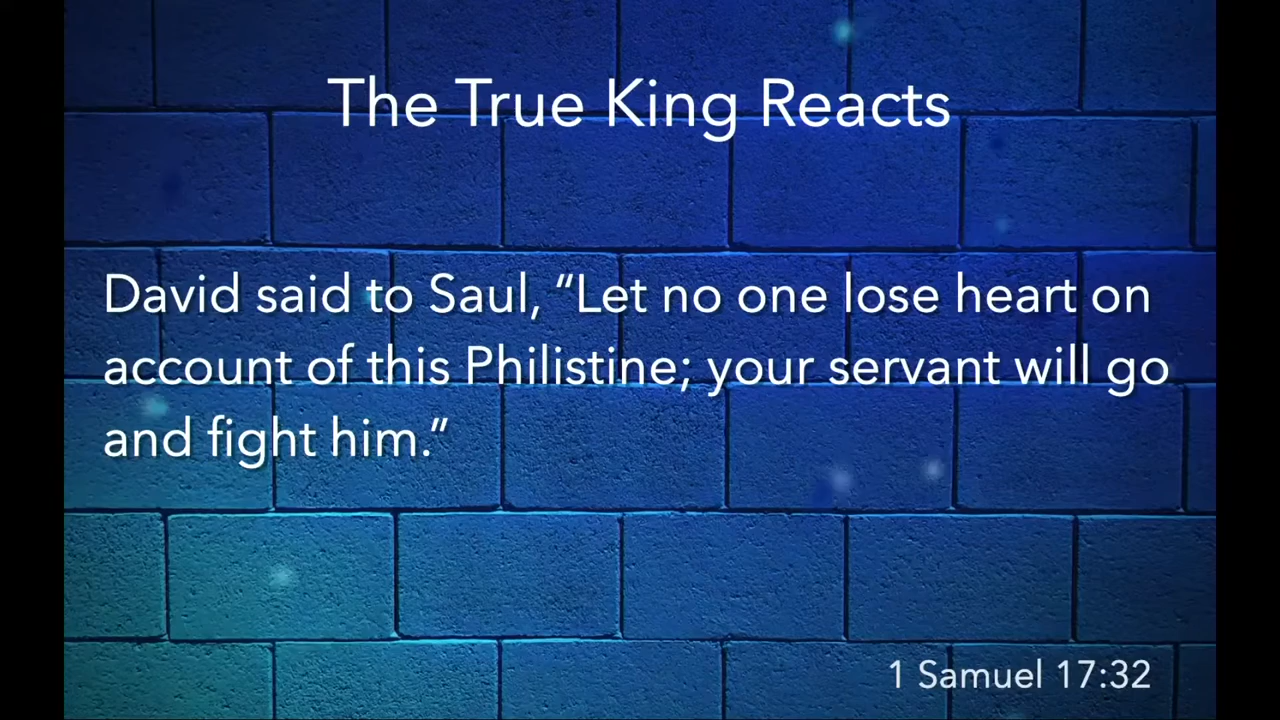 The True King Reacts
David said to Saul, “Let no one lose heart on
account of this Philistine; your servant will go
and fight him.”
1 Samuel 17:32